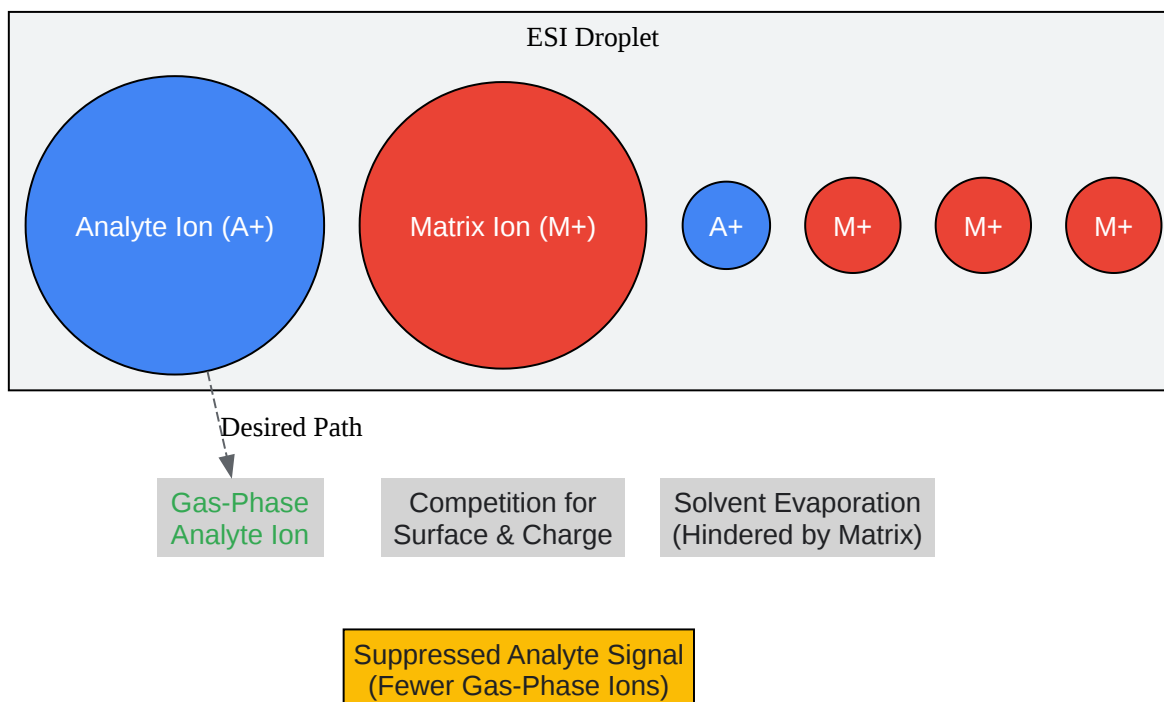 ESI Droplet
Analyte Ion (A+)
Matrix Ion (M+)
A+
M+
M+
M+
Desired Path
Gas-Phase
Analyte Ion
Competition for
Surface & Charge
Solvent Evaporation
(Hindered by Matrix)
Suppressed Analyte Signal
(Fewer Gas-Phase Ions)